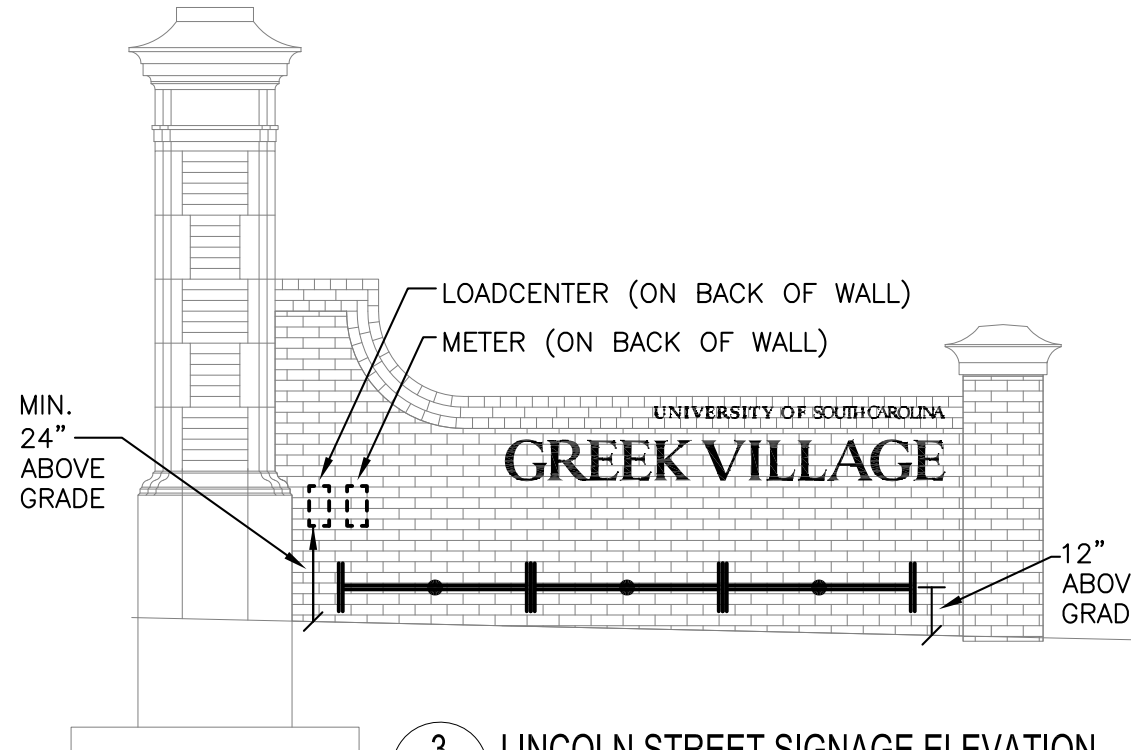 LOADCENTER (ON BACK OF WALL)
METER (ON BACK OF WALL)
MIN.
24"
ABOVE
GRADE
UNIVERSITY OF SOUTH CAROLINA
GREEK VILLAGE
12"
ABOV
GRAD
3 LINCOLN STREET SIGNAGE ELEVATION